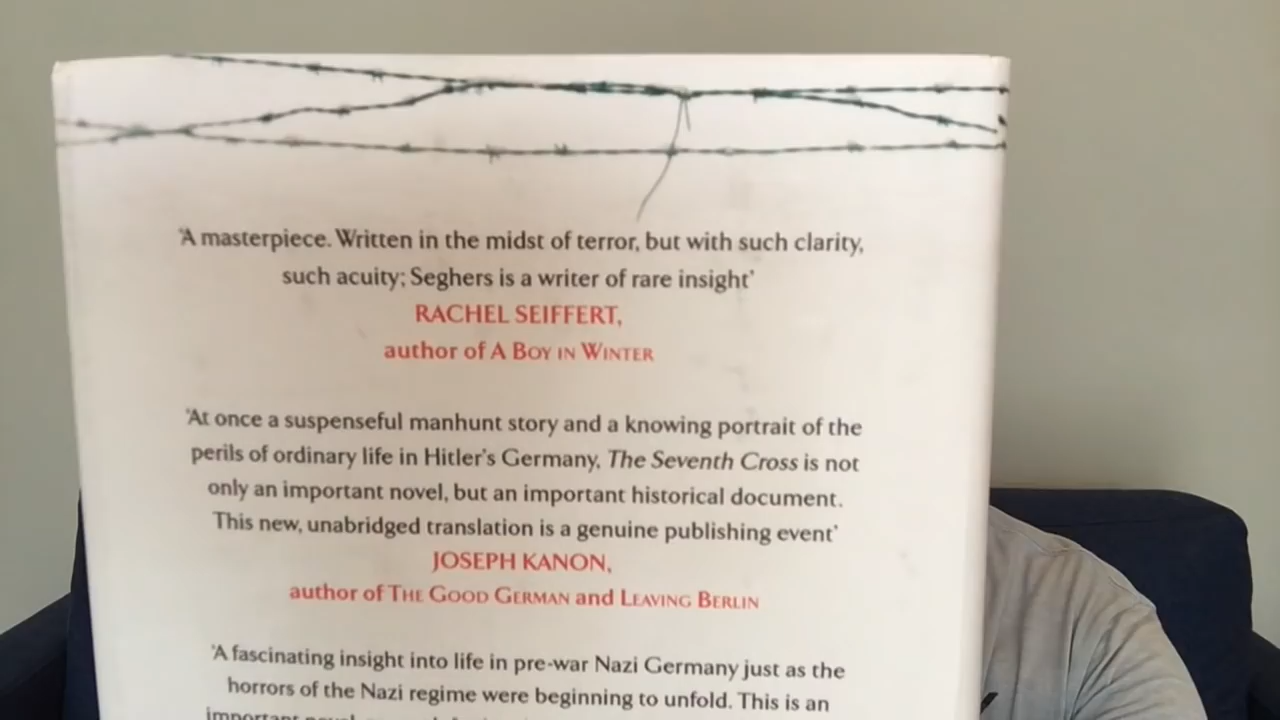 'A masterpiece. Written in the midst of terror, but with such clarity,
such acuity; Seghers is a writer of rare insight'
RACHEL SEIFFERT,
author of A BOY IN WINTER
'At once a suspenseful manhunt story and a knowing portrait of the
perils of ordinary life in Hitler's Germany, The Seventh Cross is not
only an important novel, but an important historical document.
This new, unabridged translation is a genuine publishing event'
JOSEPH KANON,
author of THE GOOD GERMAN and LEAVING BERLIN
'A fascinating insight into life in pre-war Nazi Germany just as the
horrors of the Nazi regime were beginning to unfold. This is an
important novel